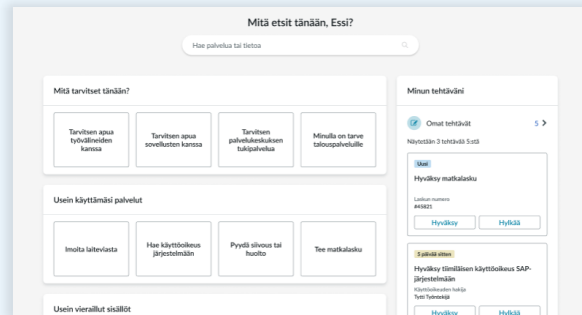 Mitä etsit tänään, Essi?
Hae palvelua tai tietoa
Mitä tarvitset tänään?
Tarvitsen apua
työvälineiden
kanssa
Tarvitsen apua
sovellusten kanssa
Tarvitsen
palvelukeskuksen
tukipalvelua
Minulla on tarve
talouspalveluille
Usein käyttämäsi palvelut
Imoita laiteviasta
Hae käyttöoikeus
järjestelmään
Pyydä siivous tai
huolto
Tee matkalasku
Usein vieraillut sisällöt
Minun tehtäväni
Omat tehtävät
5
Näytetään 3 tehtävää 5:stä
Uusi
Hyväksy matkalasku
Laskun numero
#45821
Hyväksy
Hylkää
5 päivää sitten
Hyväksy tiimiläisen käyttöoikeus SAP-
järjestelmään
Käyttöoikeuden hakija
Tytti Työntekijä
Hyväksy
Hylkää